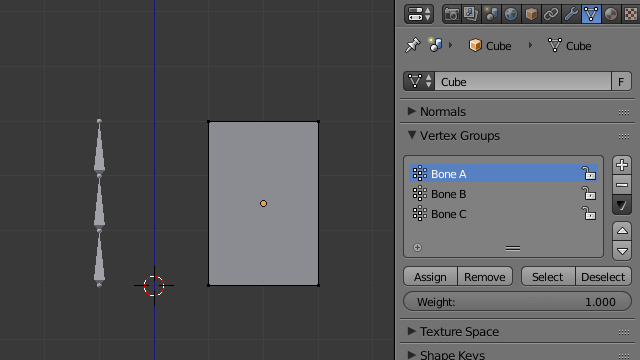 Cube Cube
Cube F
Normals
Vertex Groups
Bone A
Bone B
Bone C
Assign Remove Select Deselect
Weight: 1.000
Texture Space
Shape Keys